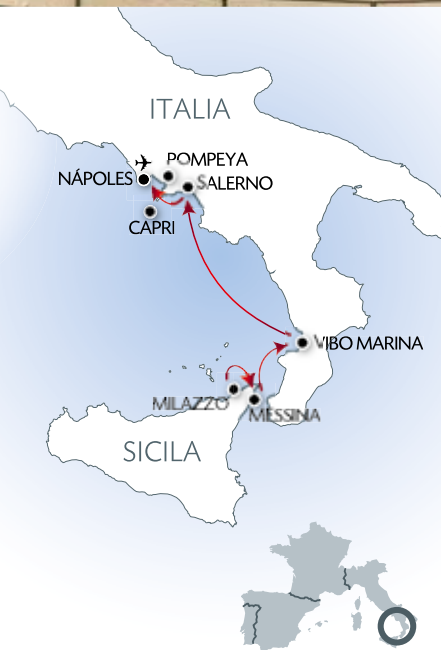 ITALIA
POMPEYA
NÁPOLES
SALERNO
CAPRI
VIBO MARINA
MILAZZO
MESSINA
SICILA